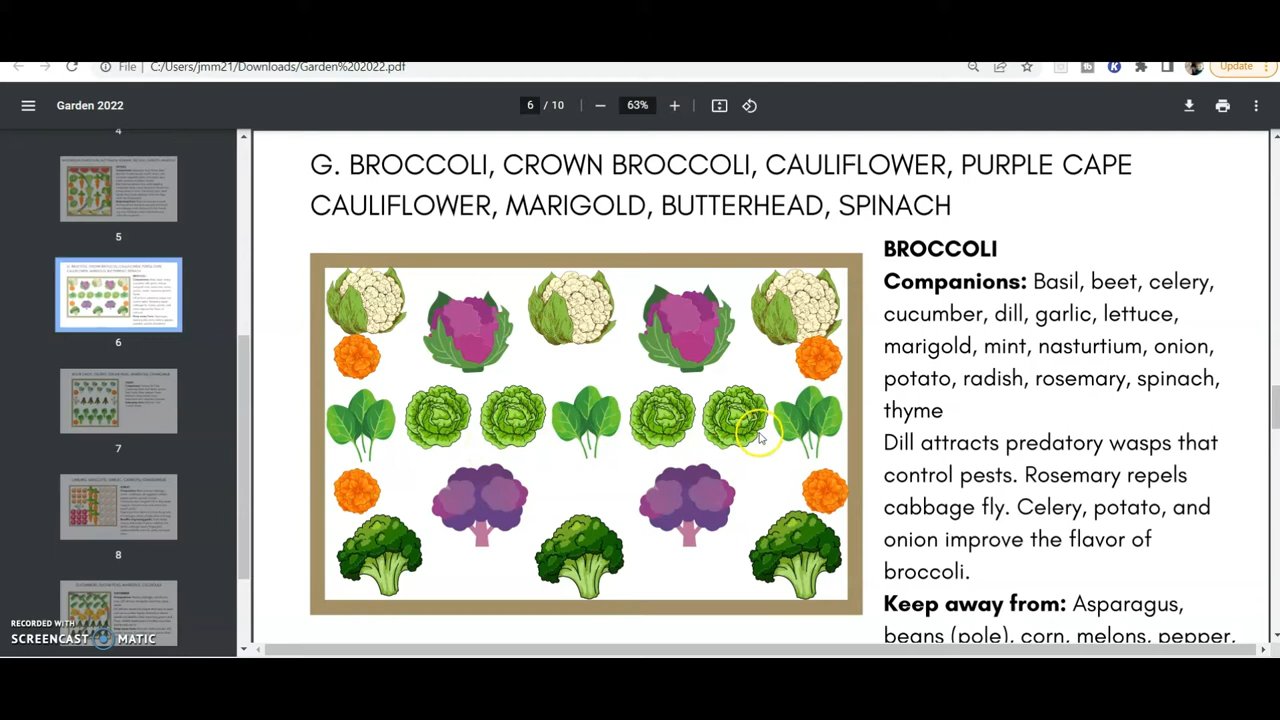 File C:/Users/jmm21/Downloads/Garden%202022.pdf
Update
Garden 2022
6 / 10
63%
4
5
6
7
8
G. BROCCOLI, CROWN BROCCOLI, CAULIFLOWER, PURPLE CAPE
CAULIFLOWER, MARIGOLD, BUTTERHEAD, SPINACH
BROCCOLI
Companions: Basil, beet, celery,
cucumber, dill, garlic, lettuce,
marigold, mint, nasturtium, onion,
potato, radish, rosemary, spinach,
thyme
Dill attracts predatory wasps that
control pests. Rosemary repels
cabbage fly. Celery, potato, and
onion improve the flavor of
broccoli.
Keep away from: Asparagus,
beans (pole), corn, melons, pepper,
RECORDED WITH
SCREENCAST MATIC